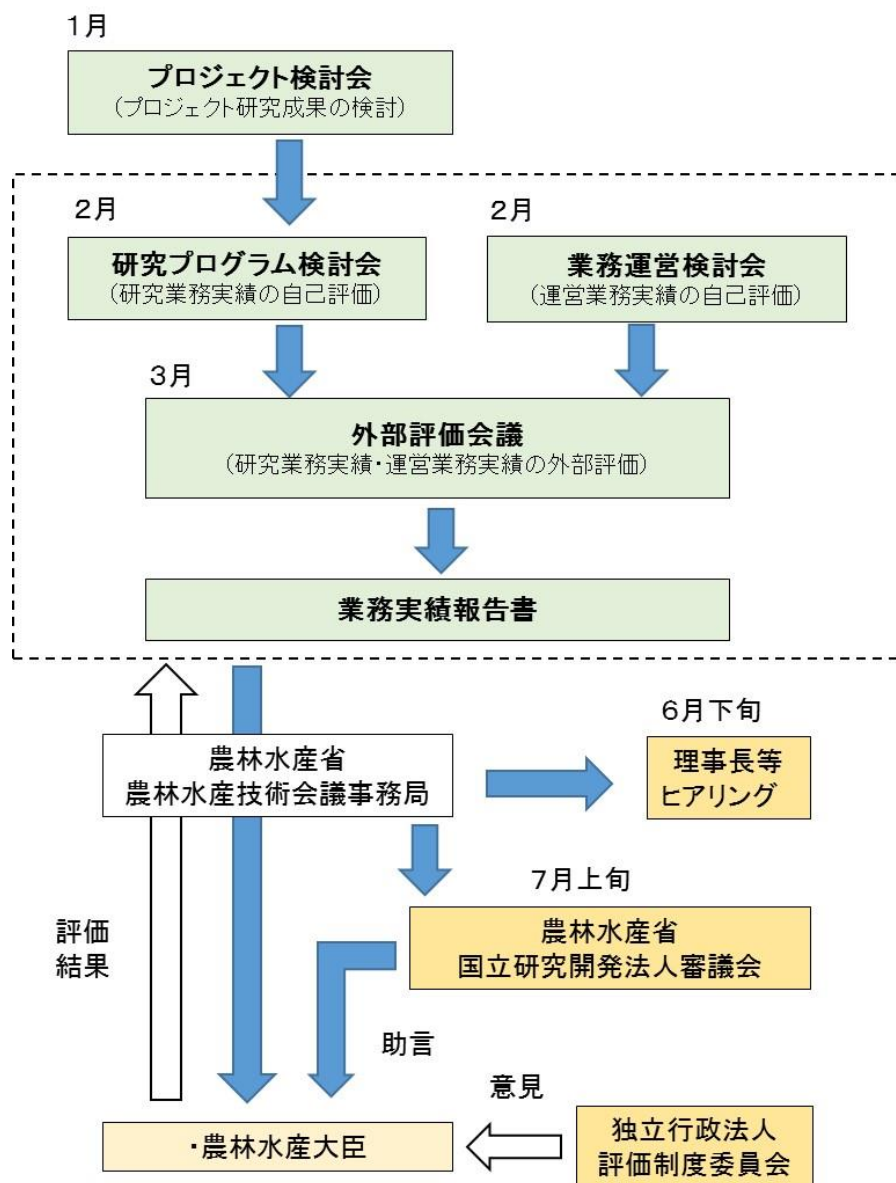 1月
プロジェクト検討会
（プロジェクト研究成果の検討）
2月
研究プログラム検討会
（研究業務実績の自己評価）
2月
業務運営検討会
（運営業務実績の自己評価）
3月
外部評価会議
（研究業務実績・運営業務実績の外部評価）
業務実績報告書
農林水産省
農林水産技術会議事務局
6月下旬
理事長等
ヒアリング
7月上旬
農林水産省
国立研究開発法人審議会
評価
結果
助言
意見
・農林水産大臣
独立行政法人
評価制度委員会